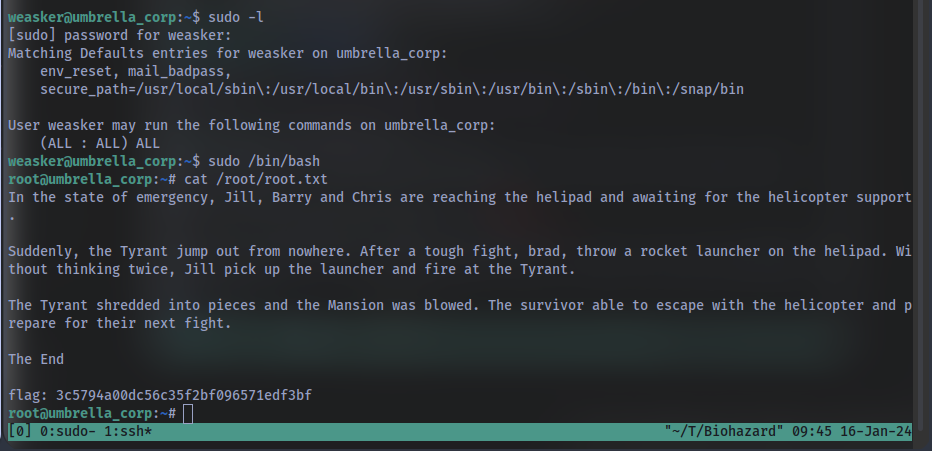 weasker@umbrella_corp:~$ sudo -l
[sudo] password for weasker:
Matching Defaults entries for weasker on umbrella_corp:
    env_reset, mail_badpass,
    secure_path=/usr/local/sbin\:/usr/local/bin\:/usr/sbin\:/usr/bin\:/sbin\:/bin\:/snap/bin

User weasker may run the following commands on umbrella_corp:
    (ALL : ALL) ALL
weasker@umbrella_corp:~$ sudo /bin/bash
root@umbrella_corp:~# cat /root/root.txt
In the state of emergency, Jill, Barry and Chris are reaching the helipad and awaiting for the helicopter support
.

Suddenly, the Tyrant jump out from nowhere. After a tough fight, brad, throw a rocket launcher on the helipad. Wi
thout thinking twice, Jill pick up the launcher and fire at the Tyrant.

The Tyrant shredded into pieces and the Mansion was blowed. The survivor able to escape with the helicopter and p
repare for their next fight.

The End

flag: 3c5794a00dc56c35f2bf096571edf3bf
root@umbrella_corp:~#
[0] 0:sudo- 1:ssh* "~/T/Biohazard" 09:45 16-Jan-24